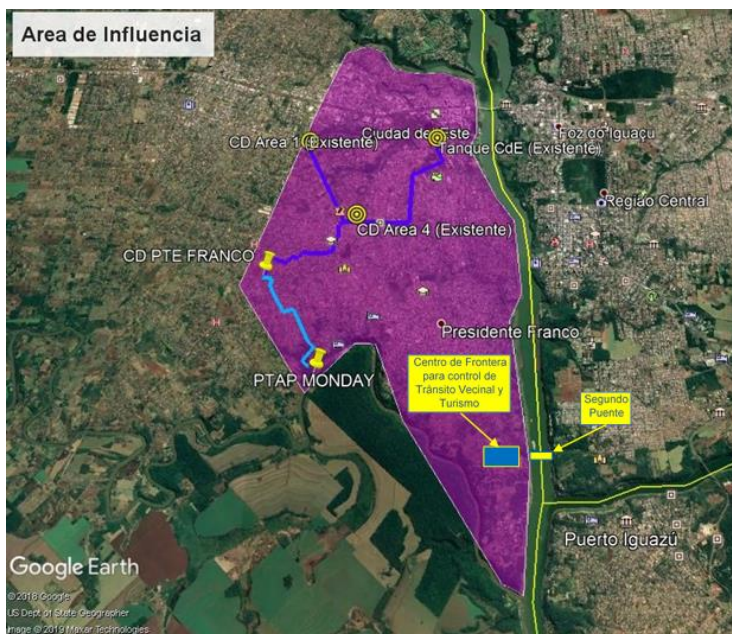 Area de Influencia
CD Area 1 (Existente)
Ciudad del Este
Tanque CdE (Existente)
Foz do Iguaçu
Região Central
CD Area 4 (Existente)
CD PTE FRANCO
Presidente Franco
PTAP MONDAY
Centro de Frontera
para control de
Tránsito Vecinal y
Turismo
Segundo
Puente
Puerto Iguazú
Google Earth
©2018 Google
US Dept of State Geographer
Image ©2019 Maxar Technologies